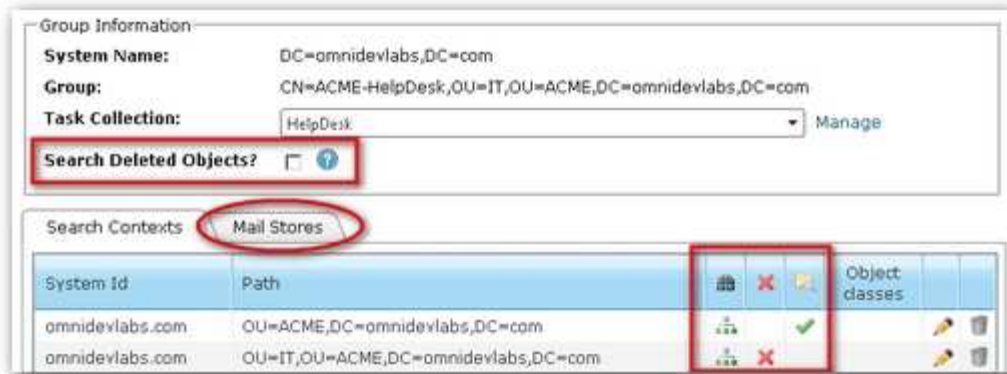 Group Information
System Name: DC=omnidevlabs,DC=com
Group: CN=ACME-HelpDesk,OU=IT,OU=ACME,DC=omnidevlabs,DC=com
Task Collection: HelpDesk Manage
Search Deleted Objects? ?
Search Contexts Mail Stores
System Id Path Object classes
omnidevlabs.com OU=ACME,DC=omnidevlabs,DC=com
omnidevlabs.com OU=IT,OU=ACME,DC=omnidevlabs,DC=com